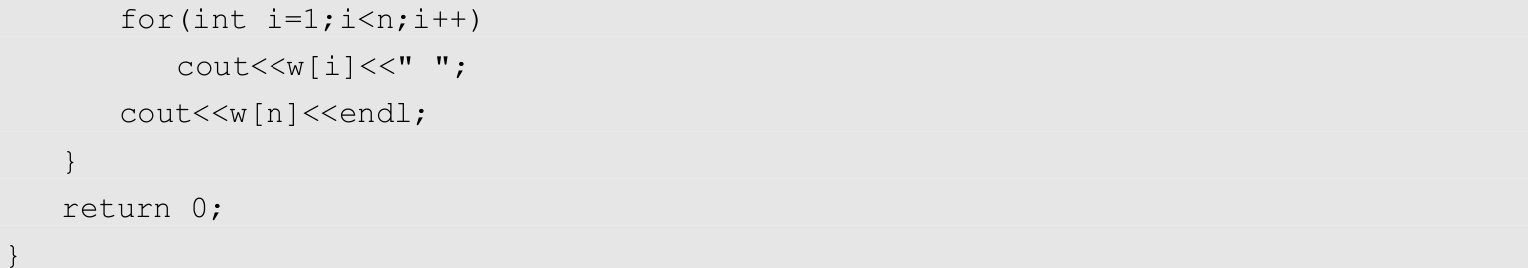 for(int i=1;i<n;i++)
cout<<w[i]<<" ";
cout<<w[n]<<endl;
}
return 0;
}